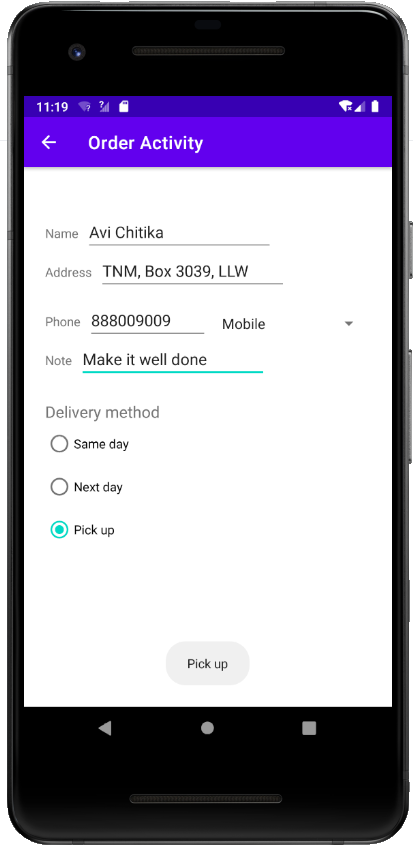 11:19
Order Activity
Name Avi Chitika
Address TNM, Box 3039, LLW
Phone 888009009 Mobile
Note Make it well done
Delivery method
Same day
Next day
Pick up
Pick up